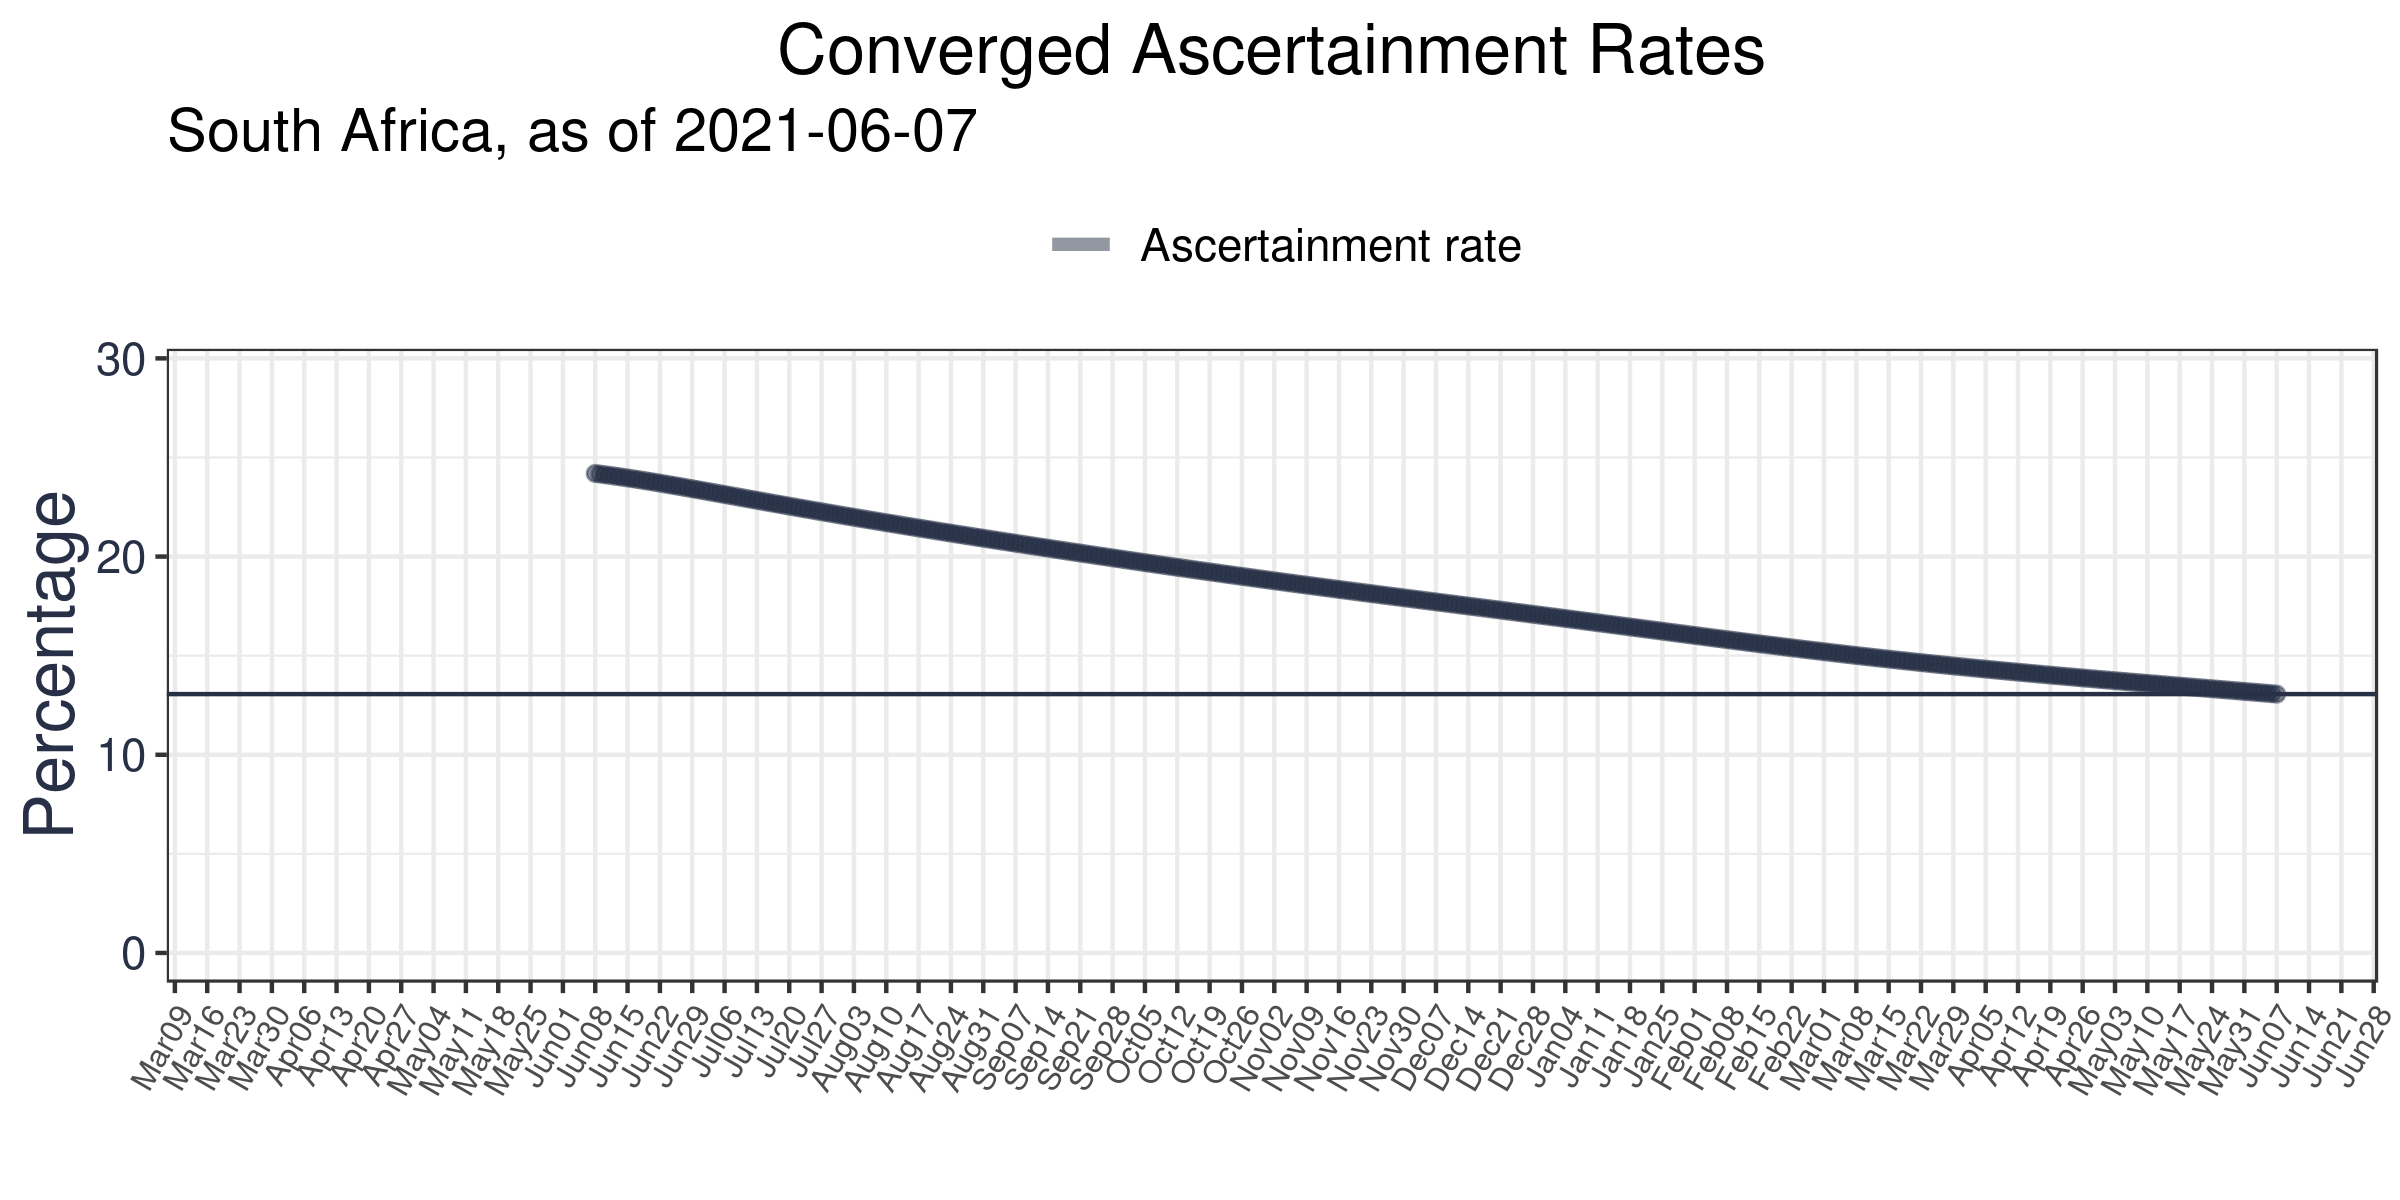 Converged Ascertainment Rates
South Africa, as of 2021-06-07
Ascertainment rate
Percentage
30
20
10
0
Mar09 Mar16 Mar23 Mar30 Apr06 Apr13 Apr20 Apr27 May04 May11 May18 May25 Jun01 Jun08 Jun15 Jun22 Jun29 Jul06 Jul13 Jul20 Jul27 Aug03 Aug10 Aug17 Aug24 Aug31 Sep07 Sep14 Sep21 Sep28 Oct05 Oct12 Oct19 Oct26 Nov02 Nov09 Nov16 Nov23 Nov30 Dec07 Dec14 Dec21 Dec28 Jan04 Jan11 Jan18 Jan25 Feb01 Feb08 Feb15 Feb22 Mar01 Mar08 Mar15 Mar22 Mar29 Apr05 Apr12 Apr19 Apr26 May03 May10 May17 May24 May31 Jun07 Jun14 Jun21 Jun28